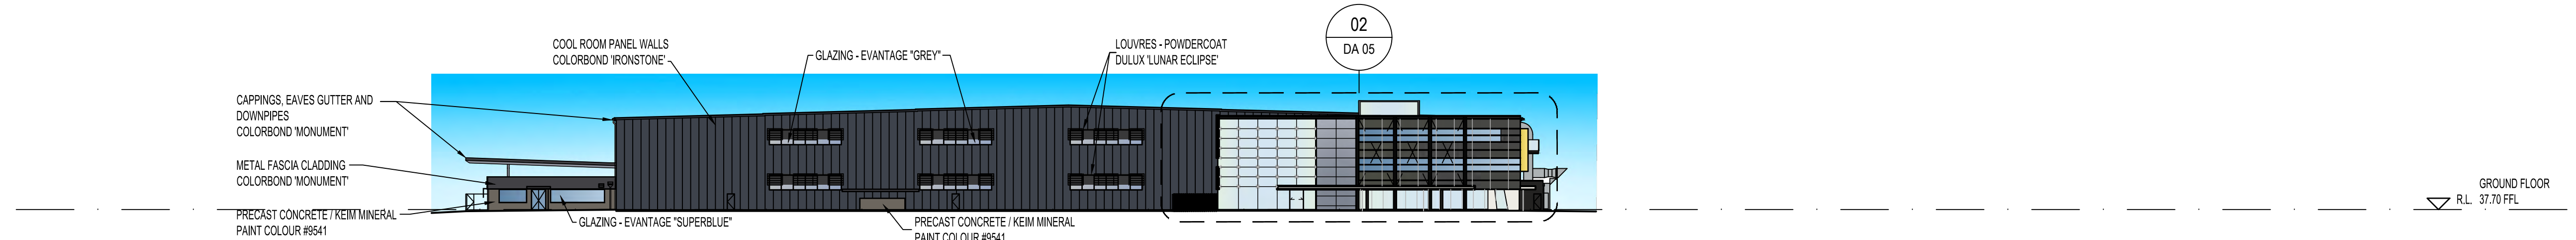 02
DA 05
COOL ROOM PANEL WALLS
COLORBOND 'IRONSTONE'
GLAZING - EVANTAGE "GREY"
LOUVRES - POWDERCOAT
DULUX 'LUNAR ECLIPSE'
CAPPINGS, EAVES GUTTER AND
DOWNPIPES
COLORBOND 'MONUMENT'
METAL FASCIA CLADDING
COLORBOND 'MONUMENT'
PRECAST CONCRETE / KEIM MINERAL
PAINT COLOUR #9541
GLAZING - EVANTAGE "SUPERBLUE"
PRECAST CONCRETE / KEIM MINERAL
PAINT COLOUR #9541
GROUND FLOOR
R.L. 37.70 FFL